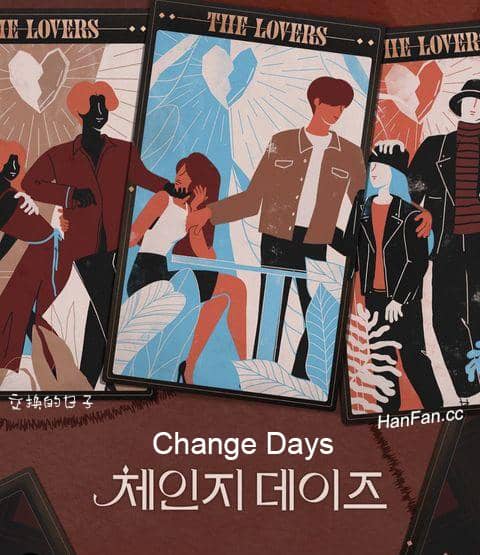 THE LOVERS
THE LOVERS
THE LOVERS
交換的日子
HanFan.cc
Change Days
체인지 데이즈